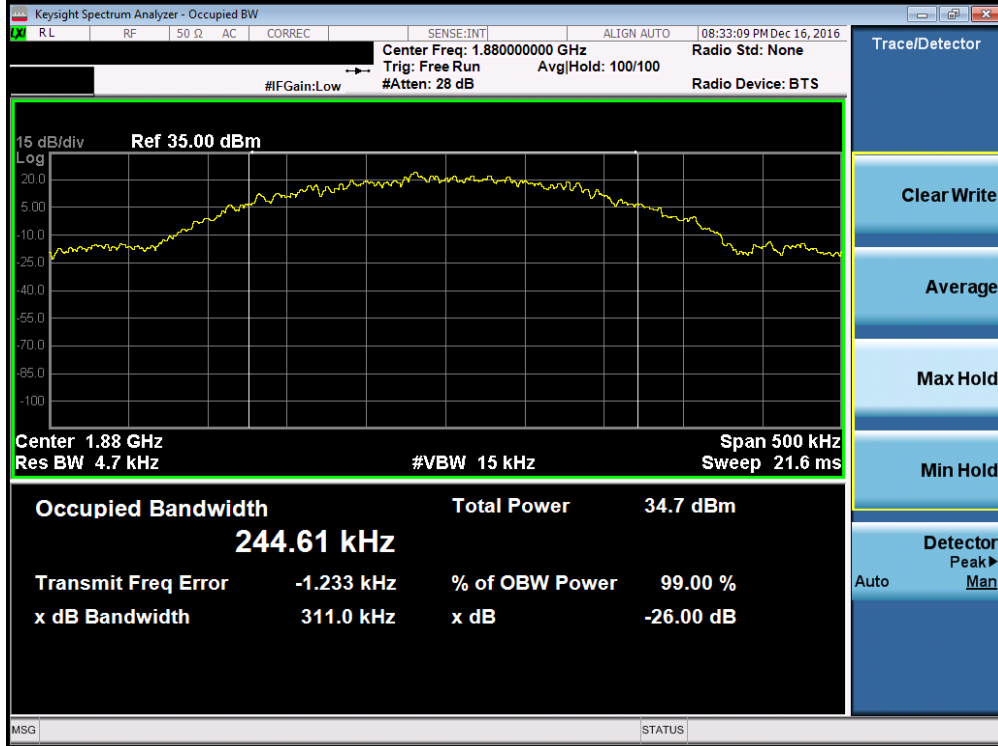 Keysight Spectrum Analyzer - Occupied BW
LXI RL RF 50 Ω AC CORREC SENSE:INT ALIGN AUTO 08:33:09 PM Dec 16, 2016
Center Freq: 1.880000000 GHz Radio Std: None
Trig: Free Run Avg|Hold: 100/100
#IFGain:Low #Atten: 28 dB Radio Device: BTS
15 dB/div Ref 35.00 dBm
Log
20.0
5.00
-10.0
-25.0
-40.0
-55.0
-70.0
-85.0
-100
Center 1.88 GHz Span 500 kHz
Res BW 4.7 kHz #VBW 15 kHz Sweep 21.6 ms
Occupied Bandwidth Total Power 34.7 dBm
244.61 kHz
Transmit Freq Error -1.233 kHz % of OBW Power 99.00 %
x dB Bandwidth 311.0 kHz x dB -26.00 dB
Trace/Detector
Clear Write
Average
Max Hold
Min Hold
Detector
Peak▶
Auto Man
MSG STATUS